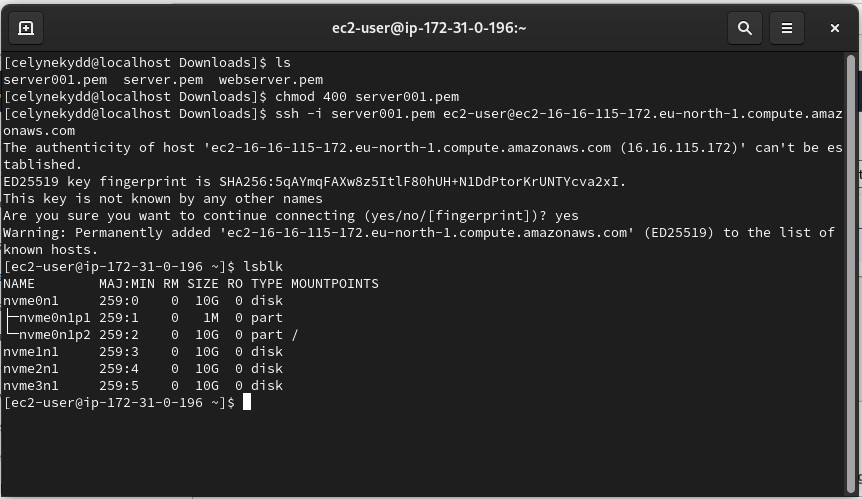 ec2-user@ip-172-31-0-196:~
[celynekydd@localhost Downloads]$ ls
server001.pem  server.pem  webserver.pem
[celynekydd@localhost Downloads]$ chmod 400 server001.pem
[celynekydd@localhost Downloads]$ ssh -i server001.pem ec2-user@ec2-16-16-115-172.eu-north-1.compute.amaz
onaws.com
The authenticity of host 'ec2-16-16-115-172.eu-north-1.compute.amazonaws.com (16.16.115.172)' can't be es
tablished.
ED25519 key fingerprint is SHA256:5qAYmqFAXw8z5ItlF80hUH+N1DdPtorKrUNTYcva2xI.
This key is not known by any other names
Are you sure you want to continue connecting (yes/no/[fingerprint])? yes
Warning: Permanently added 'ec2-16-16-115-172.eu-north-1.compute.amazonaws.com' (ED25519) to the list of
known hosts.
[ec2-user@ip-172-31-0-196 ~]$ lsblk
NAME        MAJ:MIN RM SIZE RO TYPE MOUNTPOINTS
nvme0n1     259:0    0  10G  0 disk
├─nvme0n1p1 259:1    0   1M  0 part
└─nvme0n1p2 259:2    0  10G  0 part /
nvme1n1     259:3    0  10G  0 disk
nvme2n1     259:4    0  10G  0 disk
nvme3n1     259:5    0  10G  0 disk
[ec2-user@ip-172-31-0-196 ~]$